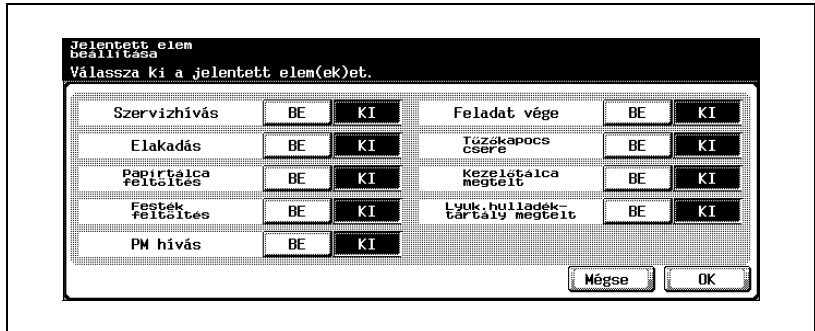 Jelentett elem
beállítása
Válassza ki a jelentett elem(ek)et.
Szervizhívás BE KI Feladat vége BE KI
Elakadás BE KI Tűzőkapocs
csere BE KI
Papírtálca
feltöltés BE KI Kezelőtálca
megtelt BE KI
Festék
feltöltés BE KI Lyuk.hulladék-
tartály megtelt BE KI
PM hívás BE KI
Mégse OK